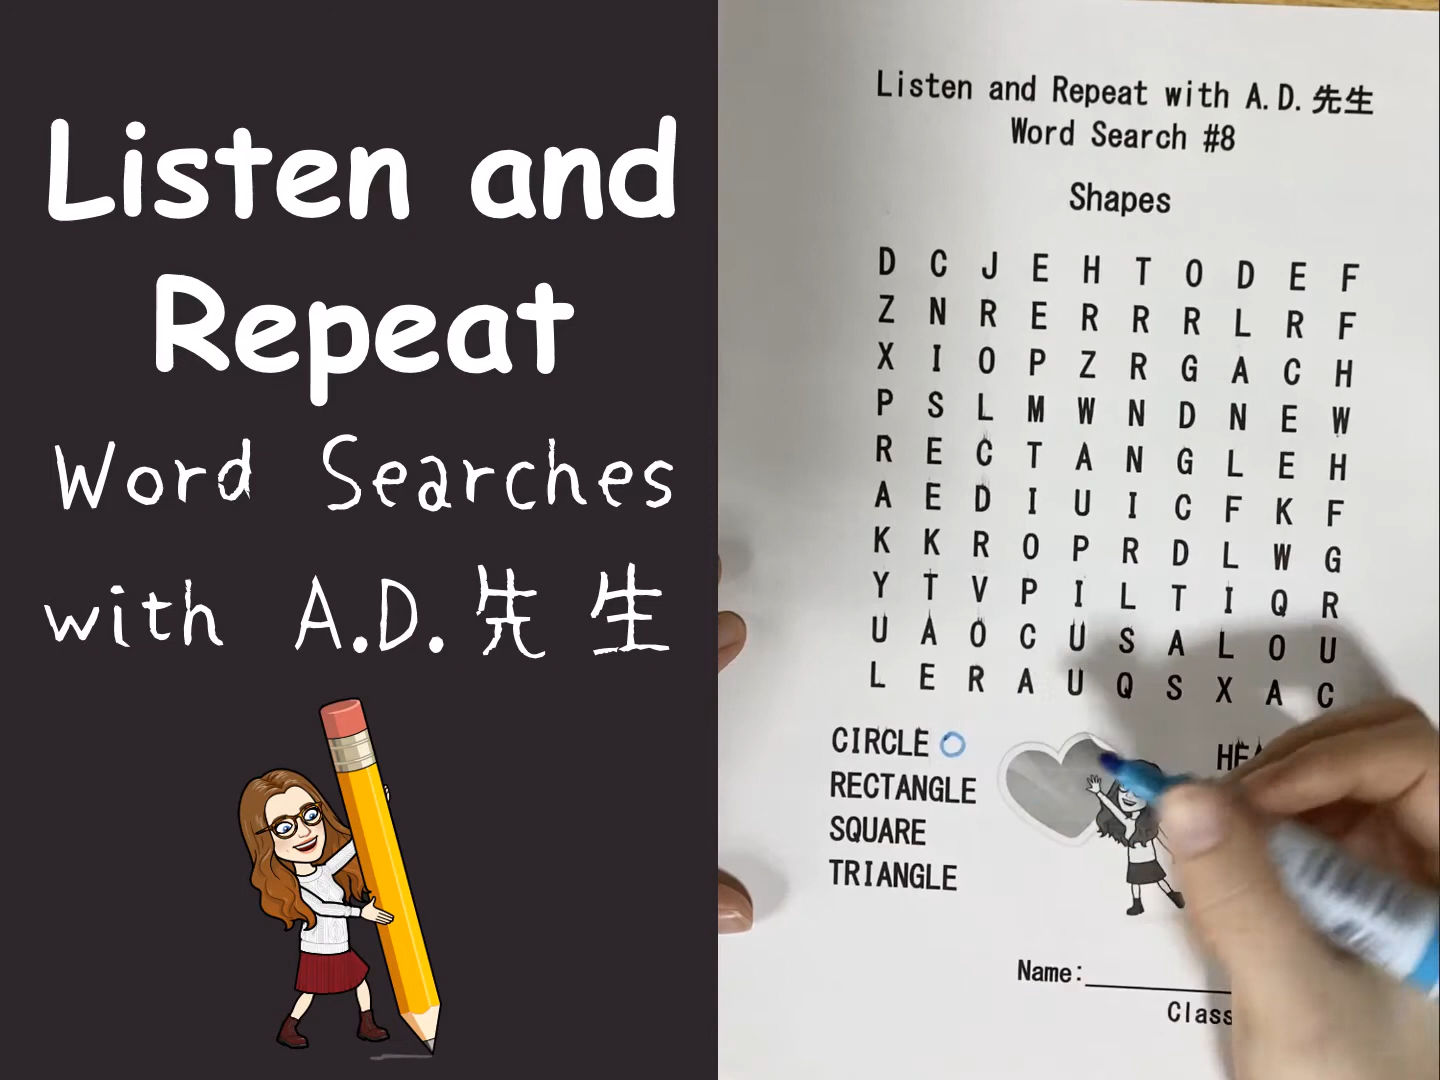 Listen and
Repeat
Word Searches
with A.D.先生
Listen and Repeat with A.D.先生
Word Search #8
Shapes
D C J E H T O D E F
Z N R E R R R L R F
X I O P Z R G A C H
P S L M W N D N E W
R E C T A N G L E H
A E D I U I C F K F
K K R O P R D L W G
Y T V P I L T I Q R
U A O C U S A L O U
L E R A U Q S X A C
CIRCLE
RECTANGLE
SQUARE
TRIANGLE
Name: